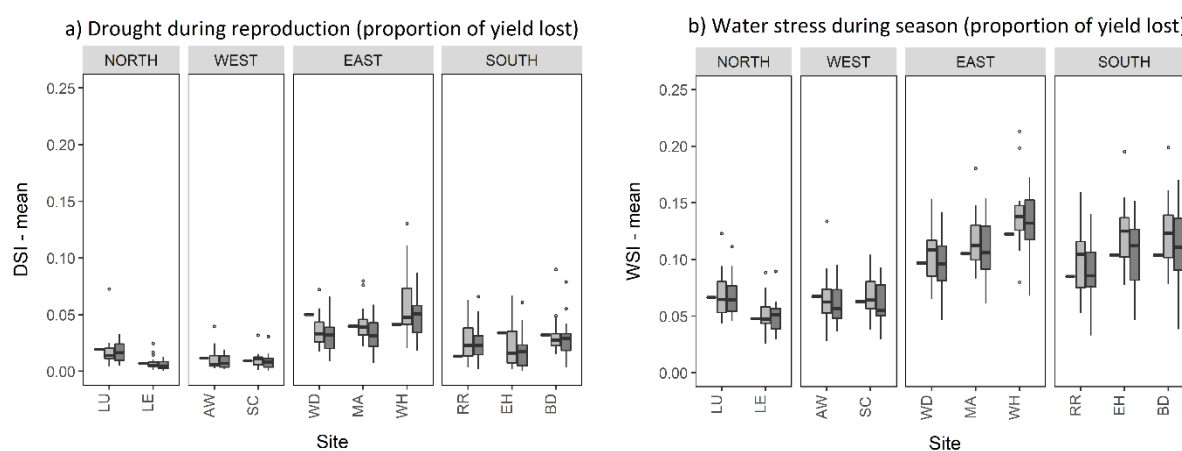 a) Drought during reproduction (proportion of yield lost)
NORTH WEST EAST SOUTH
0.25
0.20
0.15
0.10
0.05
0.00
DSI - mean
LU LE AW SC WD MA WH RR EH BD
Site
b) Water stress during season (proportion of yield lost)
NORTH WEST EAST SOUTH
0.25
0.20
0.15
0.10
0.05
0.00
WSI - mean
LU LE AW SC WD MA WH RR EH BD
Site